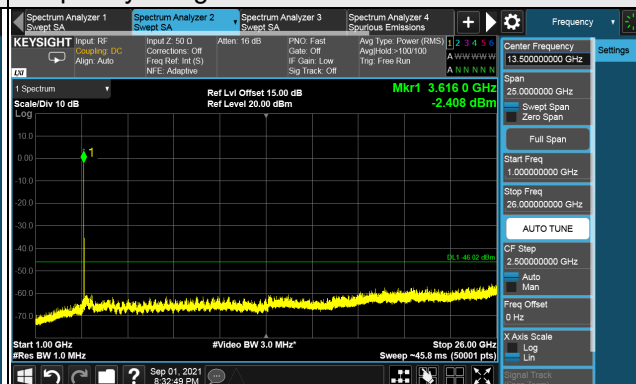 Spectrum Analyzer 1
Swept SA
Spectrum Analyzer 2
Swept SA
Spectrum Analyzer 3
Swept SA
Spectrum Analyzer 4
Spurious Emissions
Frequency
KEYSIGHT
Input: RF
Coupling: DC
Align: Auto
Input Z: 50 Ω
Corrections: Off
Freq Ref: Int (S)
NFE: Adaptive
Atten: 16 dB
PNO: Fast
Gate: Off
IF Gain: Low
Sig Track: Off
Avg Type: Power (RMS)
Avg|Hold:>100/100
Trig: Free Run
1 2 3 4 5 6
A W W W W W
A N N N N N
LXI
1 Spectrum
Scale/Div 10 dB
Log
Ref Lvl Offset 15.00 dB
Ref Level 20.00 dBm
Mkr1 3.616 0 GHz
-2.408 dBm
10.0
0.00
-10.0
-20.0
-30.0
-40.0
-50.0
-60.0
-70.0
1
DL1 -46.02 dBm
Start 1.00 GHz
#Res BW 1.0 MHz
#Video BW 3.0 MHz*
Stop 26.00 GHz
Sweep ~45.8 ms (50001 pts)
Sep 01, 2021
8:32:49 PM
Center Frequency
13.500000000 GHz
Settings
Span
25.0000000 GHz
Swept Span
Zero Span
Full Span
Start Freq
1.000000000 GHz
Stop Freq
26.000000000 GHz
AUTO TUNE
CF Step
2.500000000 GHz
Auto
Man
Freq Offset
0 Hz
X Axis Scale
Log
Lin
Signal Track